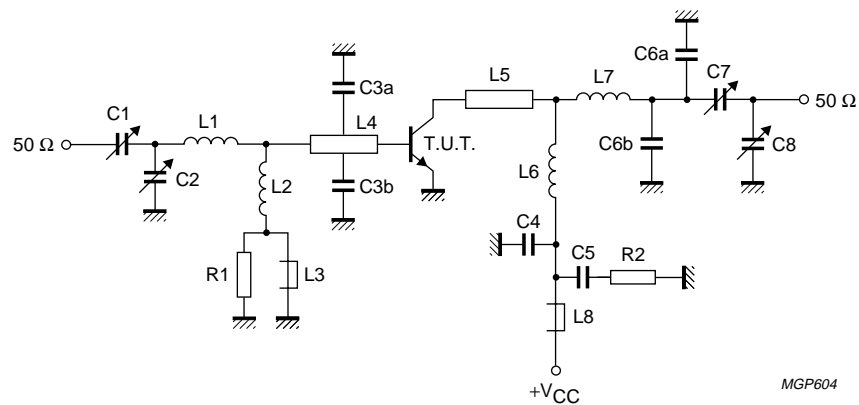 C6a
C7
L7
L5
C3a
50 Ω
C1
L1
L4
T.U.T.
50 Ω
C2
L2
C3b
C6b
C8
L6
C4
C5
R2
R1
L3
L8
+VCC
MGP604